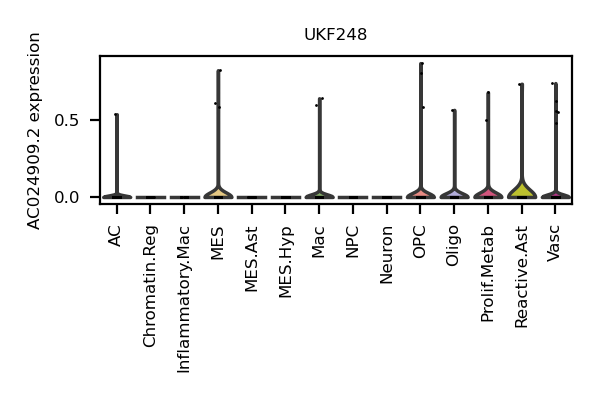 UKF248
AC024909.2 expression
0.5
0.0
AC
Chromatin.Reg
Inflammatory.Mac
MES
MES.Ast
MES.Hyp
Mac
NPC
Neuron
OPC
Oligo
Prolif.Metab
Reactive.Ast
Vasc